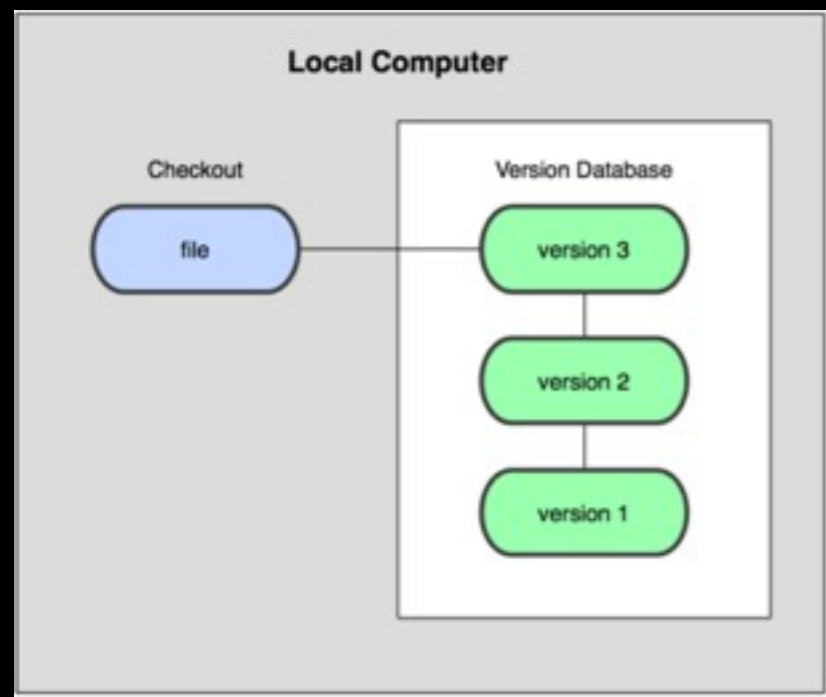 Local Computer
Checkout
Version Database
file
version 3
version 2
version 1